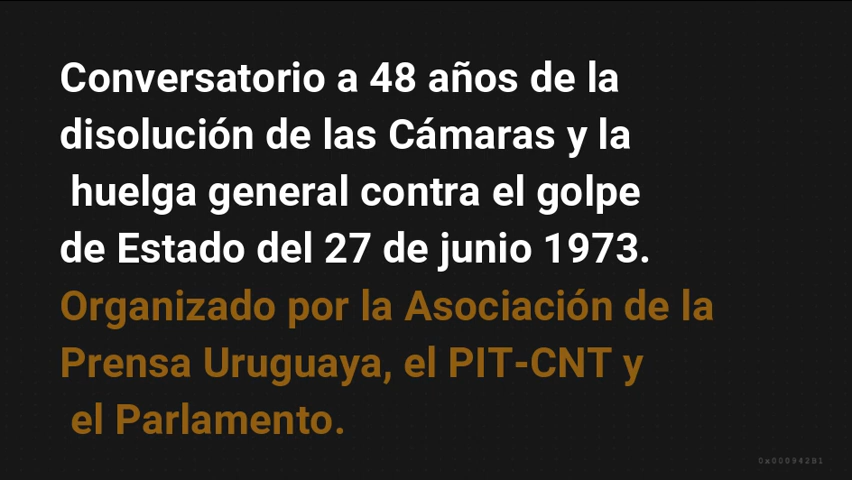 Conversatorio a 48 años de la
disolución de las Cámaras y la
huelga general contra el golpe
de Estado del 27 de junio 1973.
Organizado por la Asociación de la
Prensa Uruguaya, el PIT-CNT y
el Parlamento.
0x000942B1